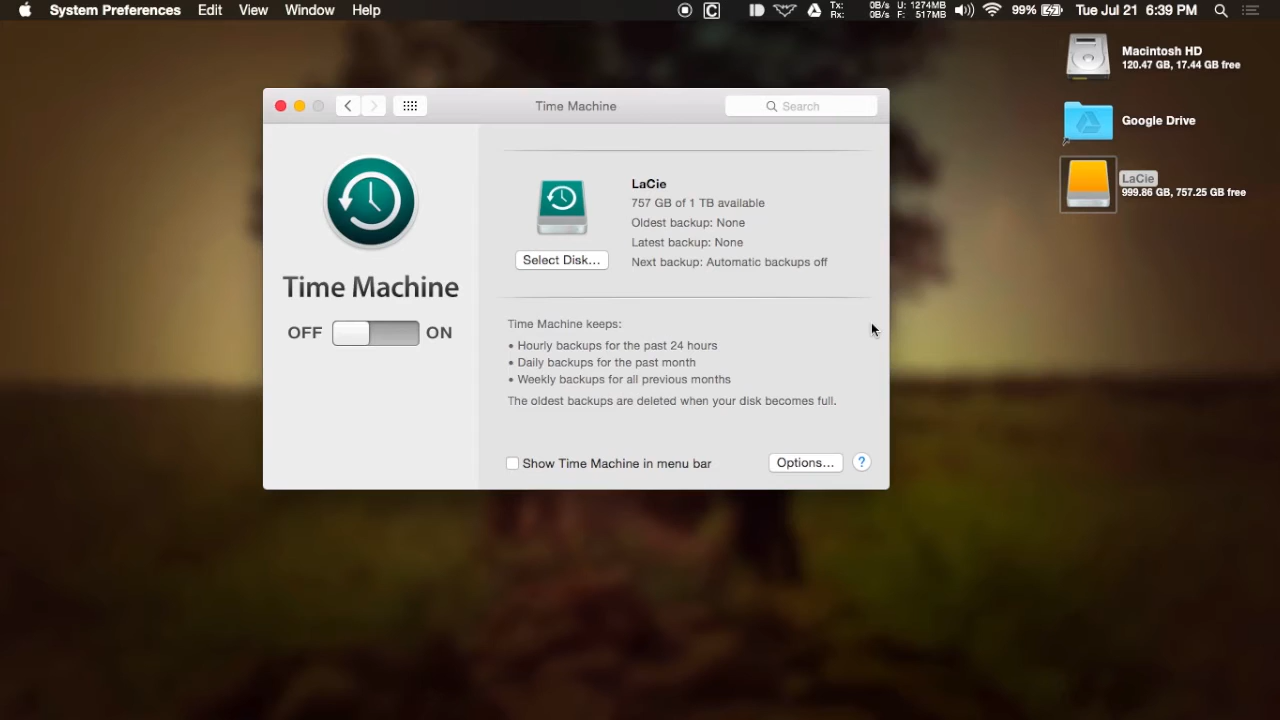 System Preferences Edit View Window Help
Tx: 0B/s U: 1274MB
Rx: 0B/s F: 517MB
99% Tue Jul 21 6:39 PM
Macintosh HD
120.47 GB, 17.44 GB free
Google Drive
LaCie
999.86 GB, 757.25 GB free
Time Machine
Search
Time Machine
OFF ON
LaCie
757 GB of 1 TB available
Oldest backup: None
Latest backup: None
Next backup: Automatic backups off
Select Disk...
Time Machine keeps:
• Hourly backups for the past 24 hours
• Daily backups for the past month
• Weekly backups for all previous months
The oldest backups are deleted when your disk becomes full.
Show Time Machine in menu bar
Options... ?